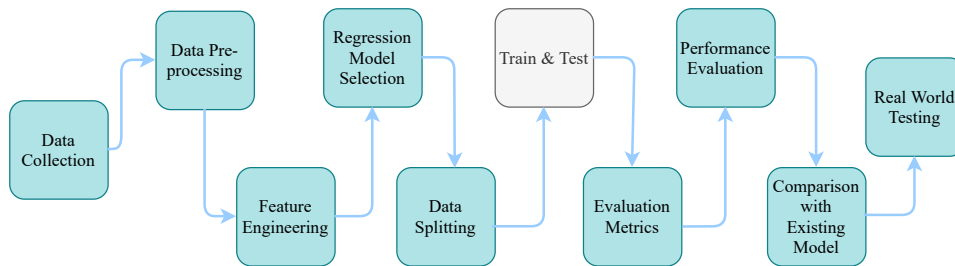 Data
Collection
Data Pre-
processing
Feature
Engineering
Regression
Model
Selection
Data
Splitting
Train & Test
Evaluation
Metrics
Performance
Evaluation
Comparison
with
Existing
Model
Real World
Testing